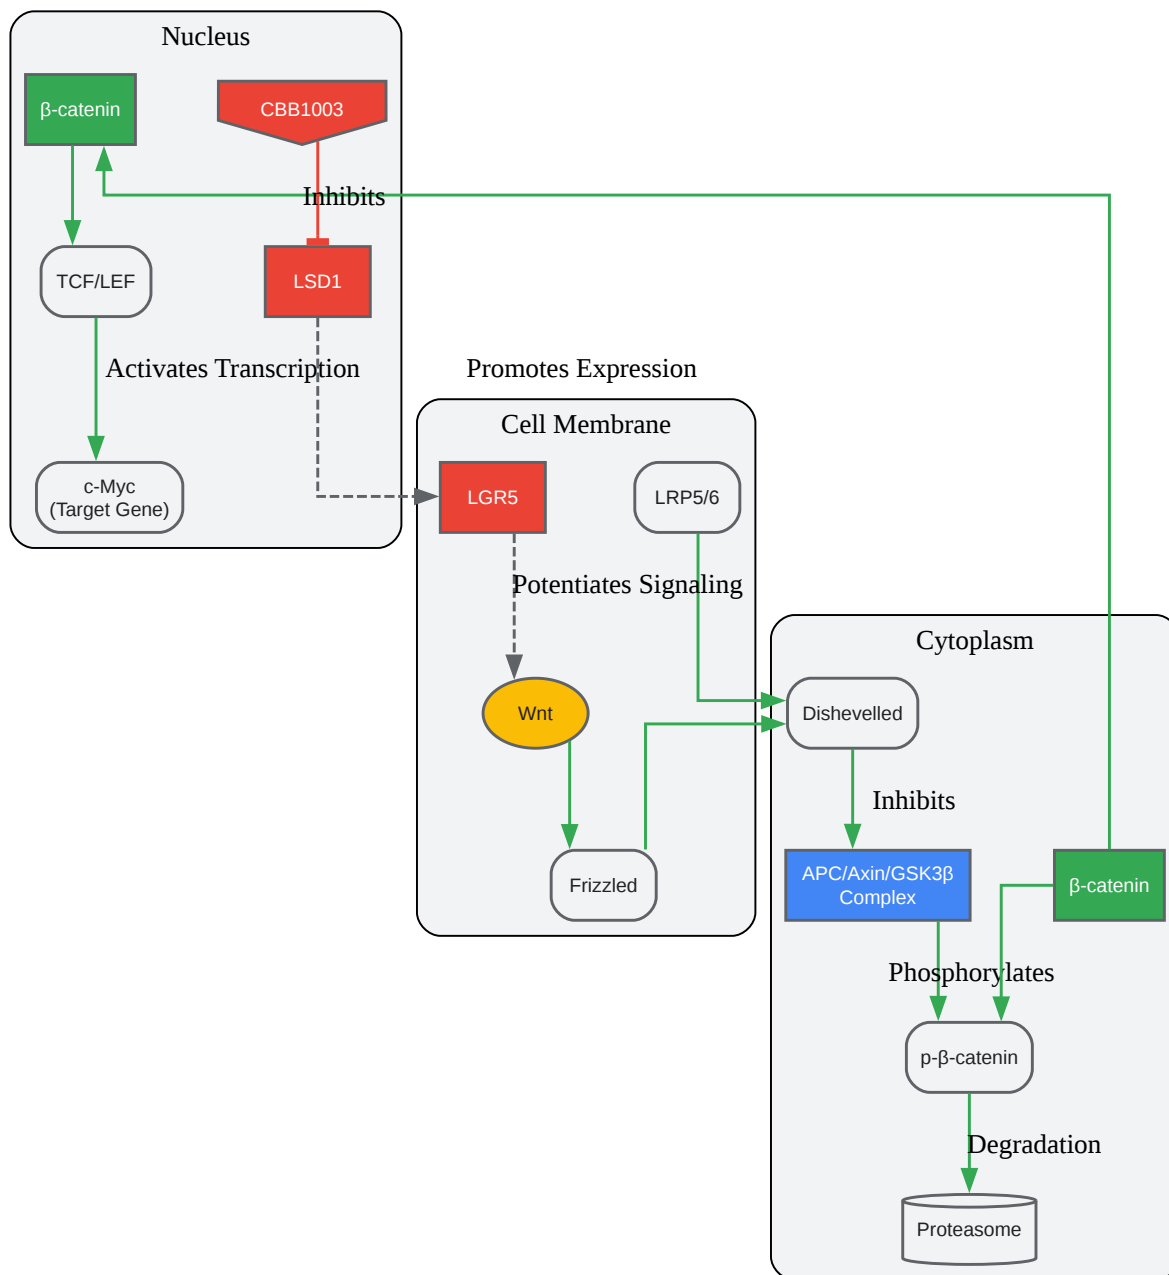 Nucleus
β-catenin
CBB1003
Inhibits
TCF/LEF
LSD1
Activates Transcription
c-Myc
(Target Gene)
Promotes Expression
Cell Membrane
LGR5
LRP5/6
Potentiates Signaling
Wnt
Frizzled
Cytoplasm
Dishevelled
Inhibits
APC/Axin/GSK3β
Complex
β-catenin
Phosphorylates
p-β-catenin
Degradation
Proteasome